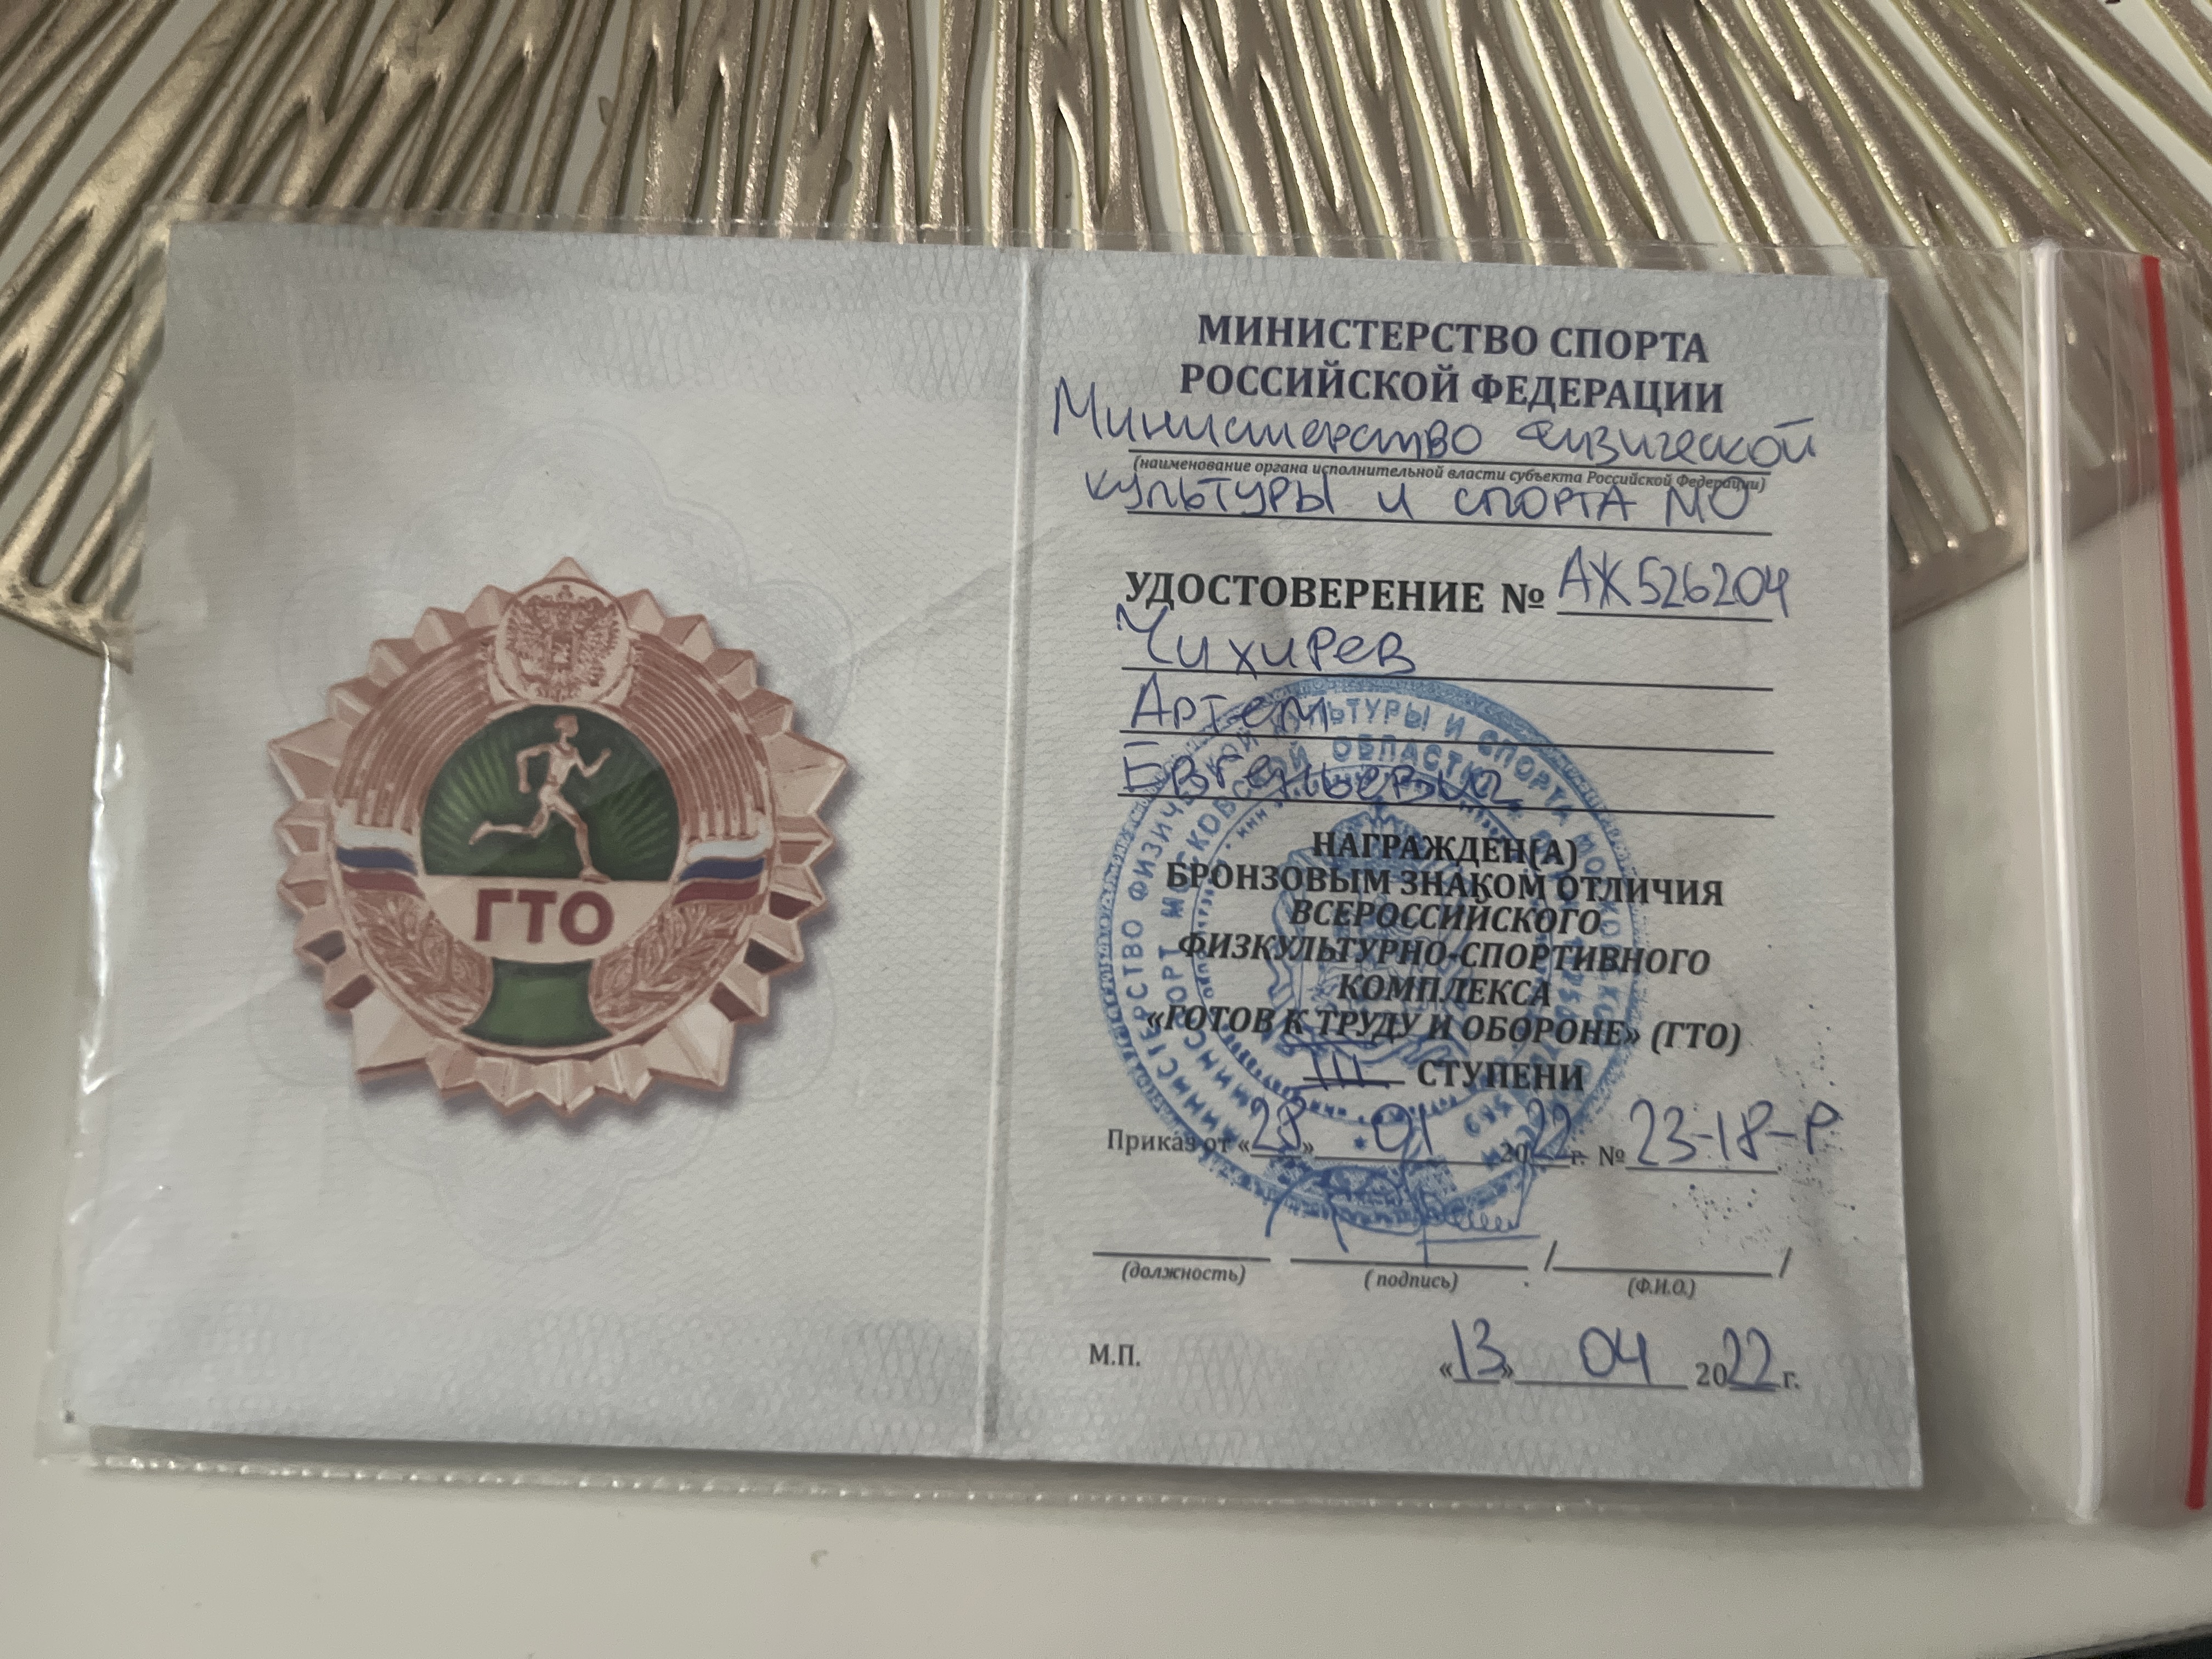 ГТО
МИНИСТЕРСТВО СПОРТА
РОССИЙСКОЙ ФЕДЕРАЦИИ
Министерство физической
(наименование органа исполнительной власти субъекта Российской Федерации)
культуры и спорта МО
УДОСТОВЕРЕНИЕ № АЖ526204
Чихирев
Артем
Евгеньевич
НАГРАЖДЕН(А)
БРОНЗОВЫМ ЗНАКОМ ОТЛИЧИЯ
ВСЕРОССИЙСКОГО
ФИЗКУЛЬТУРНО-СПОРТИВНОГО
КОМПЛЕКСА
«ГОТОВ К ТРУДУ И ОБОРОНЕ» (ГТО)
III СТУПЕНИ
Приказ от «28» 01 2022 г. № 23-18-Р
(должность) (подпись) / (Ф.И.О.) /
М.П. «13» 04 2022 г.